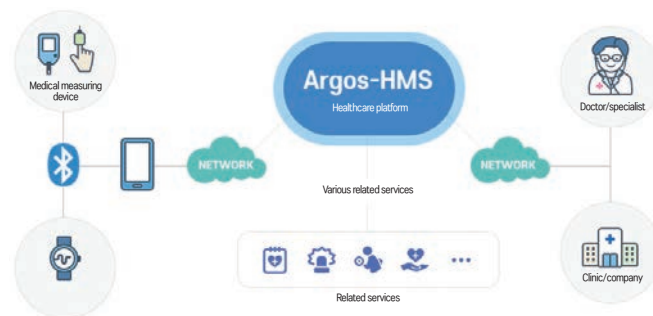 Medical measuring
device
NETWORK
Argos-HMS
Healthcare platform
NETWORK
Doctor/specialist
Various related services
Related services
Clinic/company